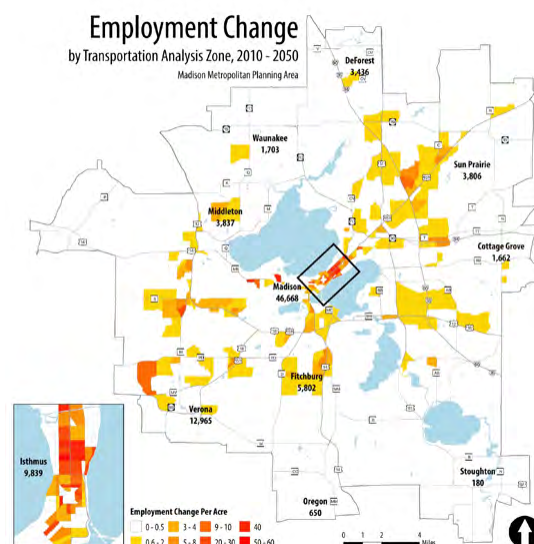 Employment Change
by Transportation Analysis Zone, 2010 - 2050
Madison Metropolitan Planning Area
DeForest
3,436
Waunakee
1,703
Sun Prairie
3,806
Middleton
3,837
Cottage Grove
1,662
Madison
46,668
Fitchburg
5,802
Verona
12,965
Isthmus
9,839
Stoughton
180
Oregon
650
Employment Change Per Acre
0 - 0.5
3 - 4
9 - 10
40
0.6 - 2
5 - 8
20 - 30
50 - 60
0 1 2 4
Miles